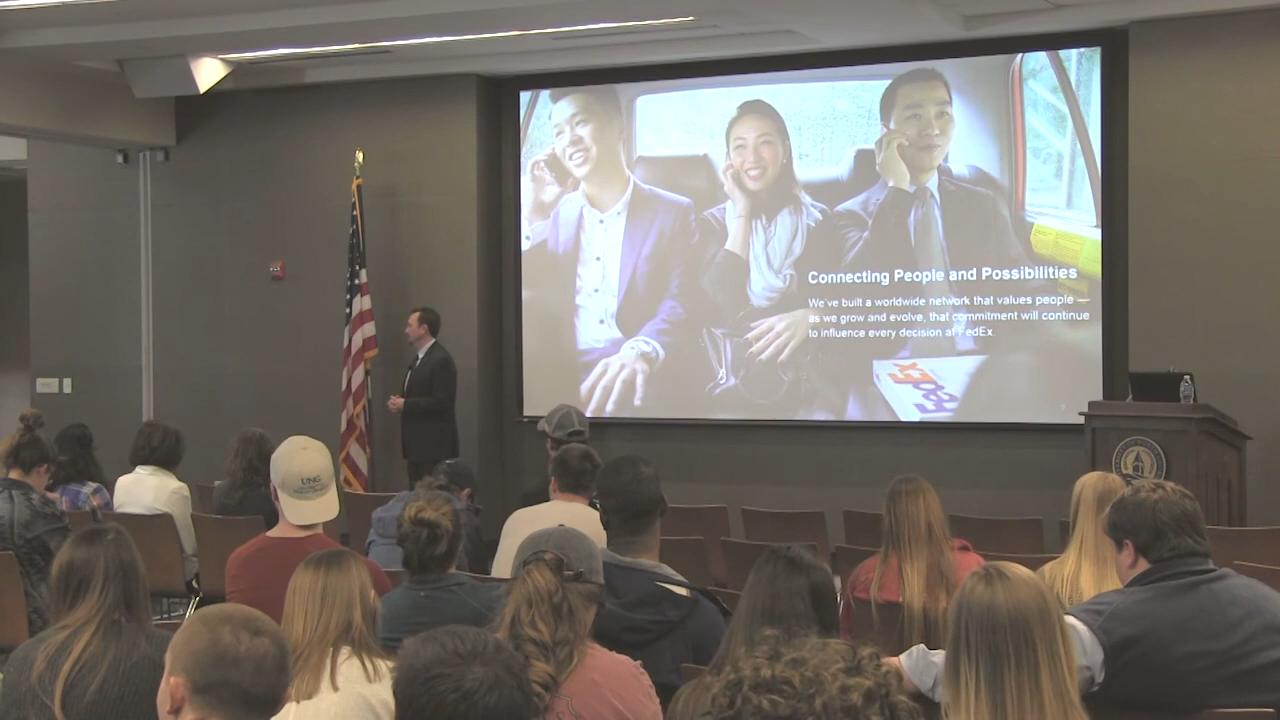 Connecting People and Possibilities
We've built a worldwide network that values people —
as we grow and evolve, that commitment will continue
to influence every decision at FedEx.
FedEx
UNG